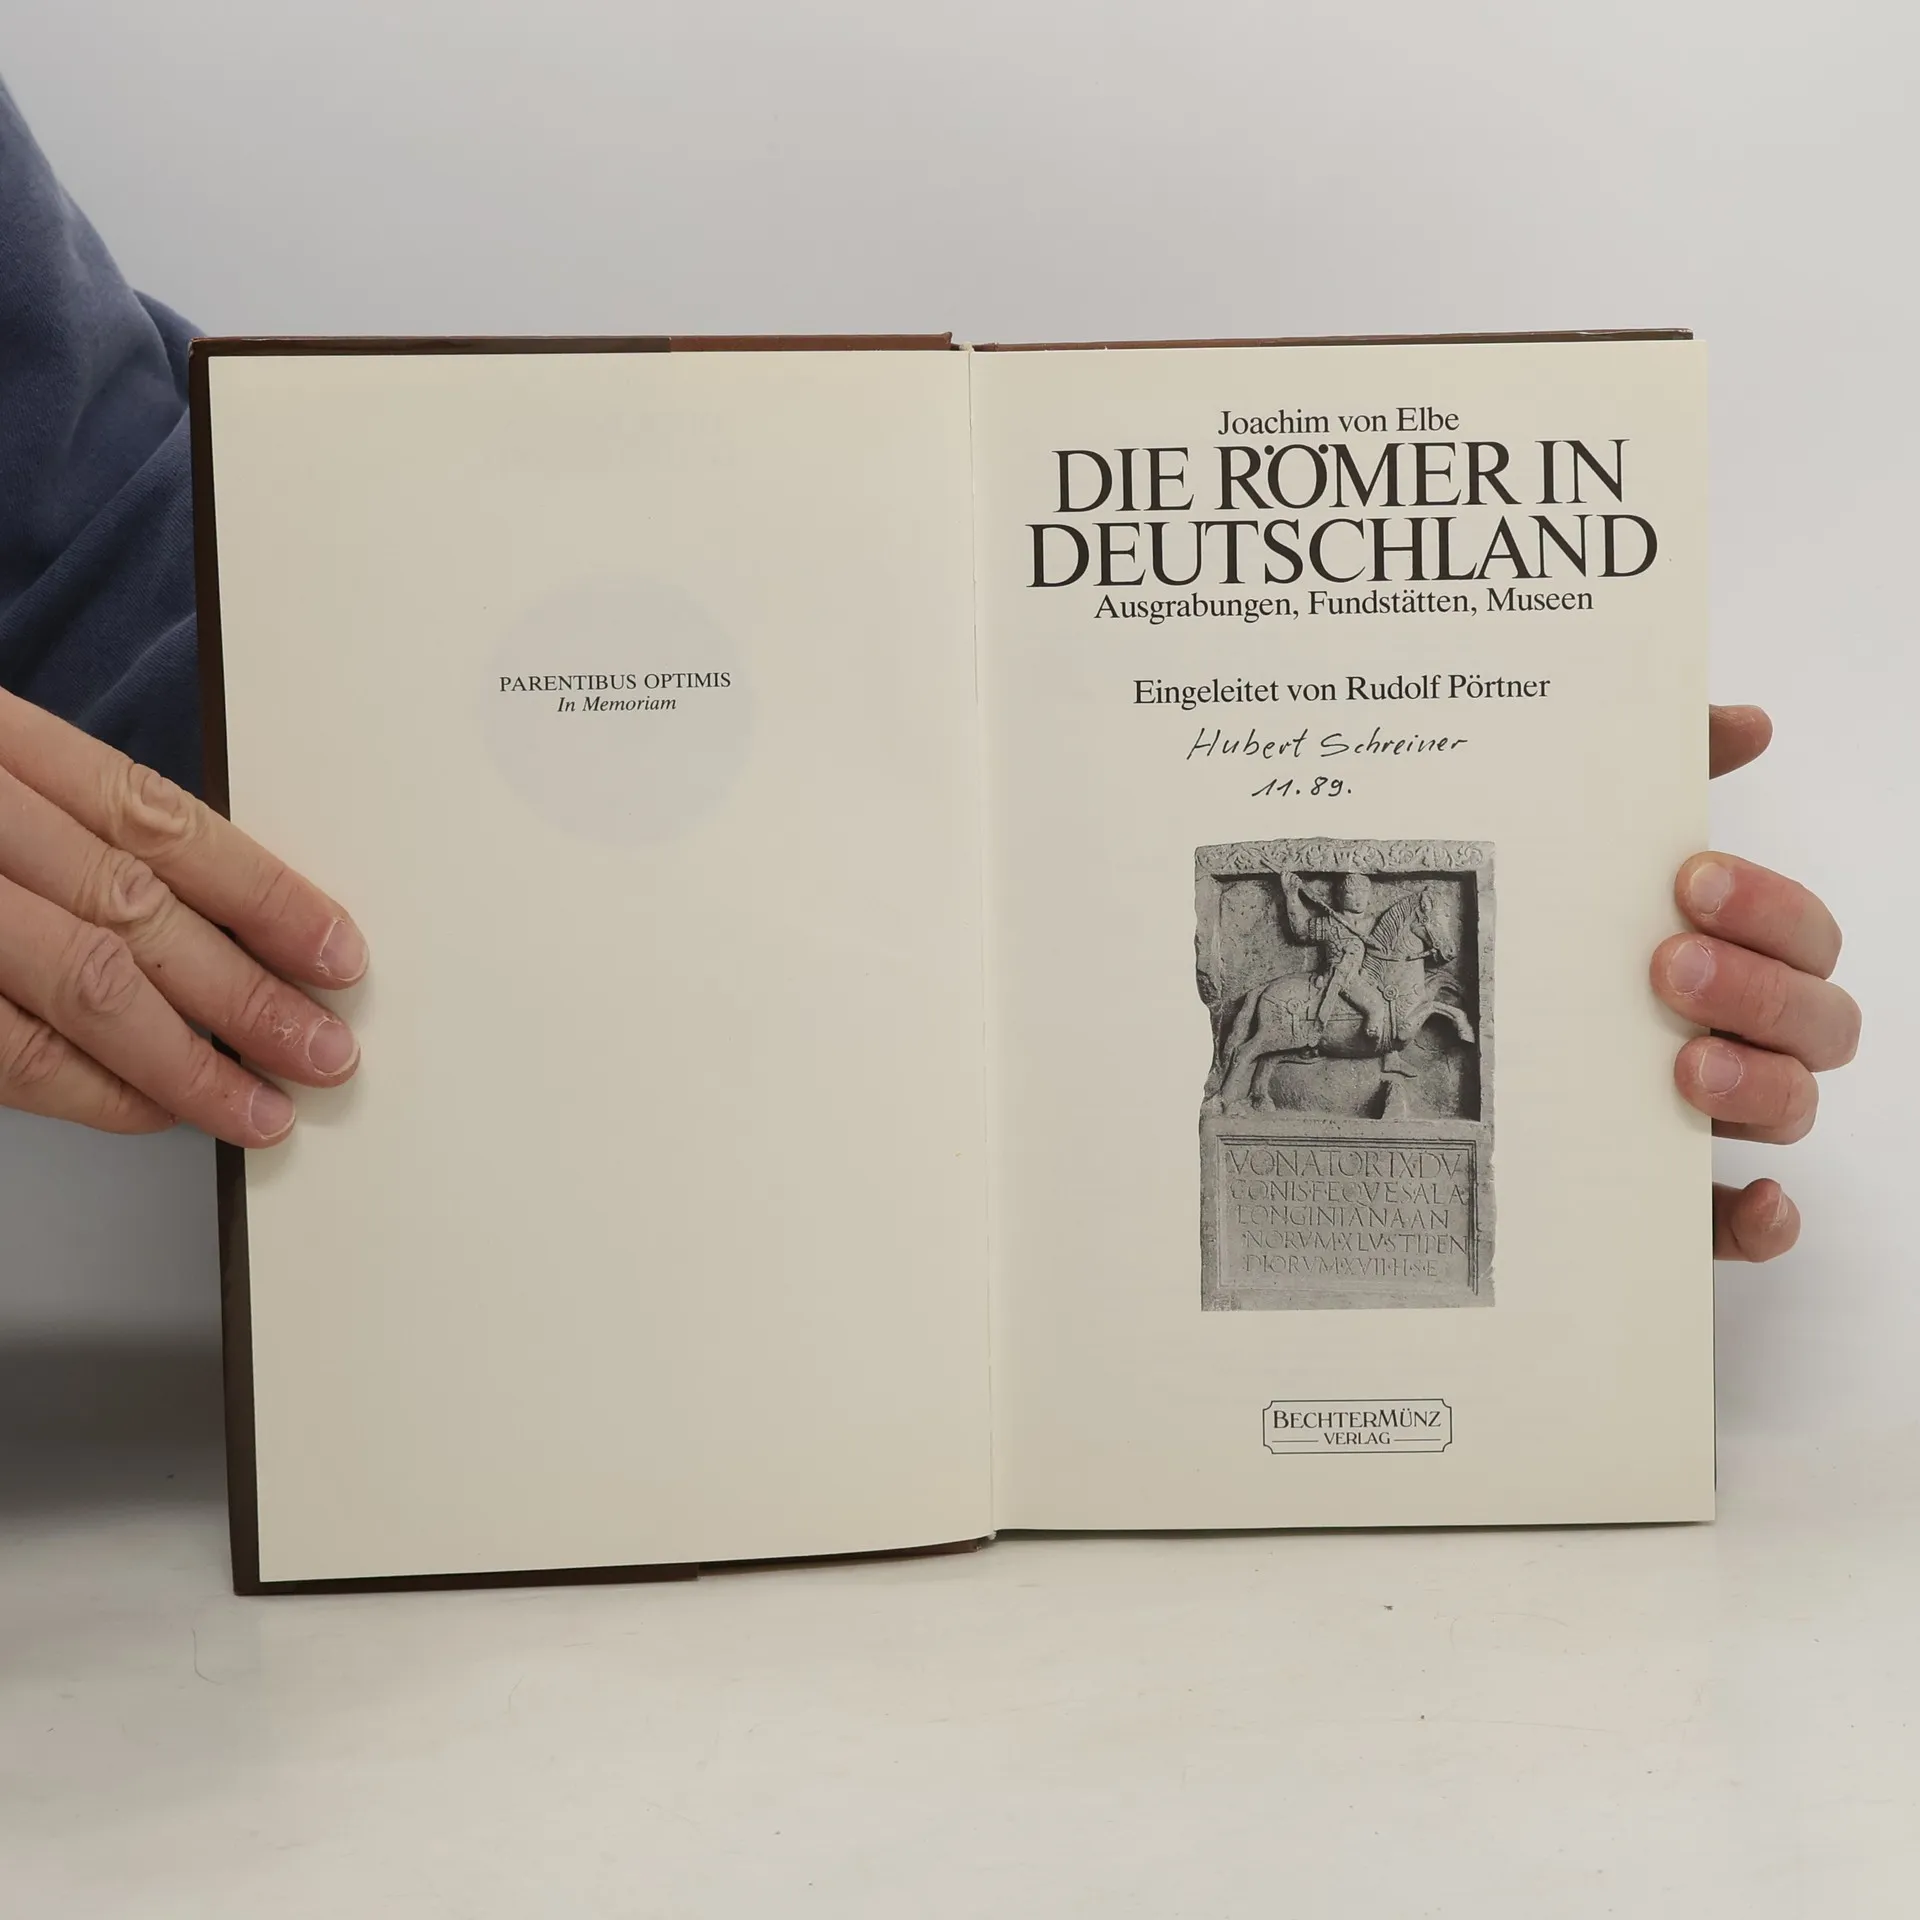 PARENTIBUS OPTIMIS
In Memoriam
Joachim von Elbe
DIE RÖMER IN
DEUTSCHLAND
Ausgrabungen, Fundstätten, Museen
Eingeleitet von Rudolf Pörtner
Hubert Schreiner
11.89.
VONATORIX·DV
CONIS·F·EQVES·ALA
LONGINIANA·AN
NORVM·XLV·STIPEN
DIORVM·XVII·H·S·E
BECHTERMÜNZ
VERLAG